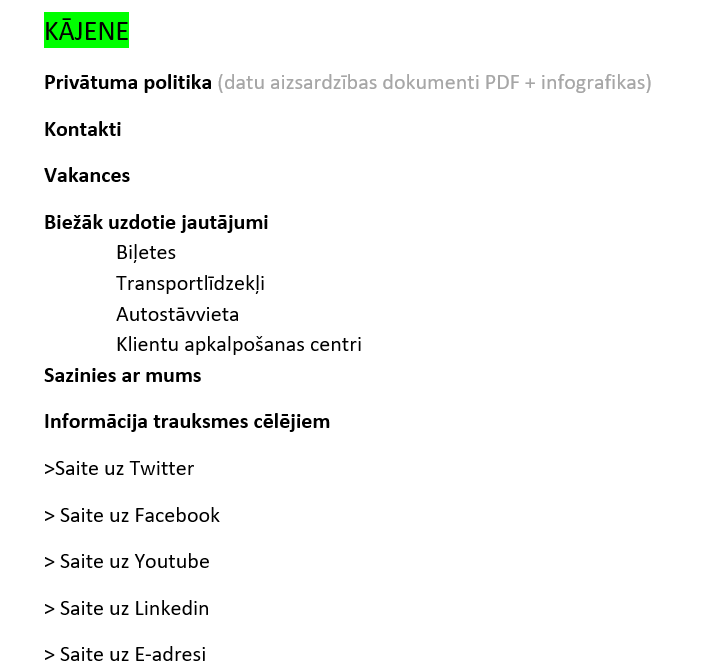 KĀJENE
Privātuma politika (datu aizsardzības dokumenti PDF + infografikas)
Kontakti
Vakances
Biežāk uzdotie jautājumi
Biļetes
Transportlīdzekļi
Autostāvvieta
Klientu apkalpošanas centri
Sazinies ar mums
Informācija trauksmes cēlējiem
>Saite uz Twitter
> Saite uz Facebook
> Saite uz Youtube
> Saite uz Linkedin
> Saite uz E-adresi